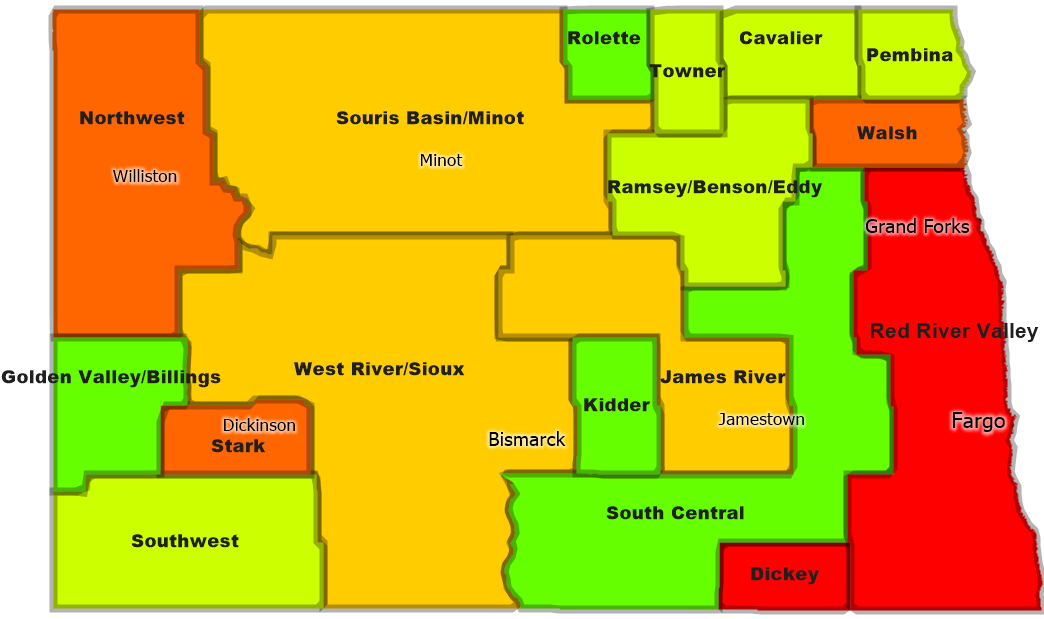 Rolette
Cavalier
Pembina
Towner
Northwest
Souris Basin/Minot
Walsh
Minot
Williston
Ramsey/Benson/Eddy
Grand Forks
Red River Valley
West River/Sioux
Golden Valley/Billings
James River
Kidder
Jamestown
Fargo
Dickinson
Bismarck
Stark
South Central
Southwest
Dickey